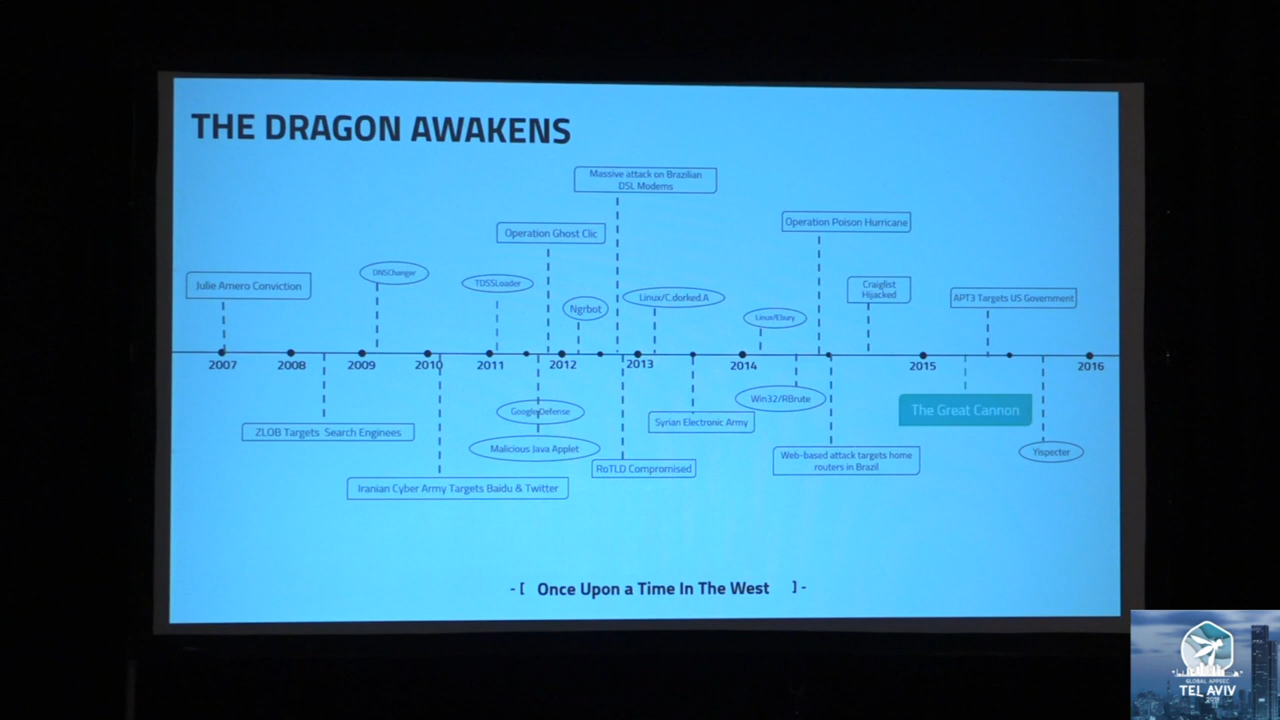 THE DRAGON AWAKENS
Massive attack on Brazilian
DSL Modems
Operation Poison Hurricane
Operation Ghost Clic
DNSChanger
Julie Amero Conviction
TDSSLoader
Craiglist
Hijacked
Linux/C.dorked.A
APT3 Targets US Government
Ngrbot
Linux/Ebury
2007
2008
2009
2010
2011
2012
2013
2014
2015
2016
Win32/RBrute
GoogleDefense
The Great Cannon
Syrian Electronic Army
ZLOB Targets Search Enginees
Malicious Java Applet
Yispecter
Web-based attack targets home
routers in Brazil
RoTLD Compromised
Iranian Cyber Army Targets Baidu & Twitter
-[ Once Upon a Time In The West ]-
GLOBAL APPSEC
TEL AVIV